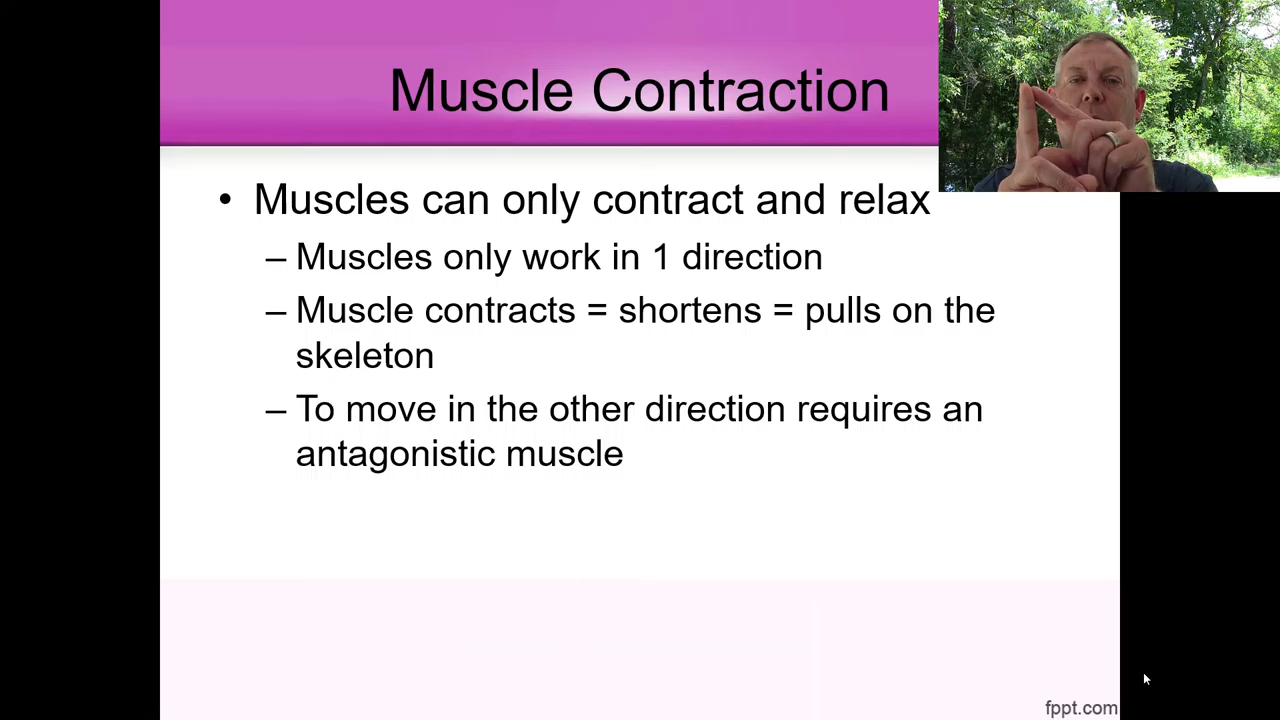 Muscle Contraction
• Muscles can only contract and relax
– Muscles only work in 1 direction
– Muscle contracts = shortens = pulls on the
skeleton
– To move in the other direction requires an
antagonistic muscle
fppt.com